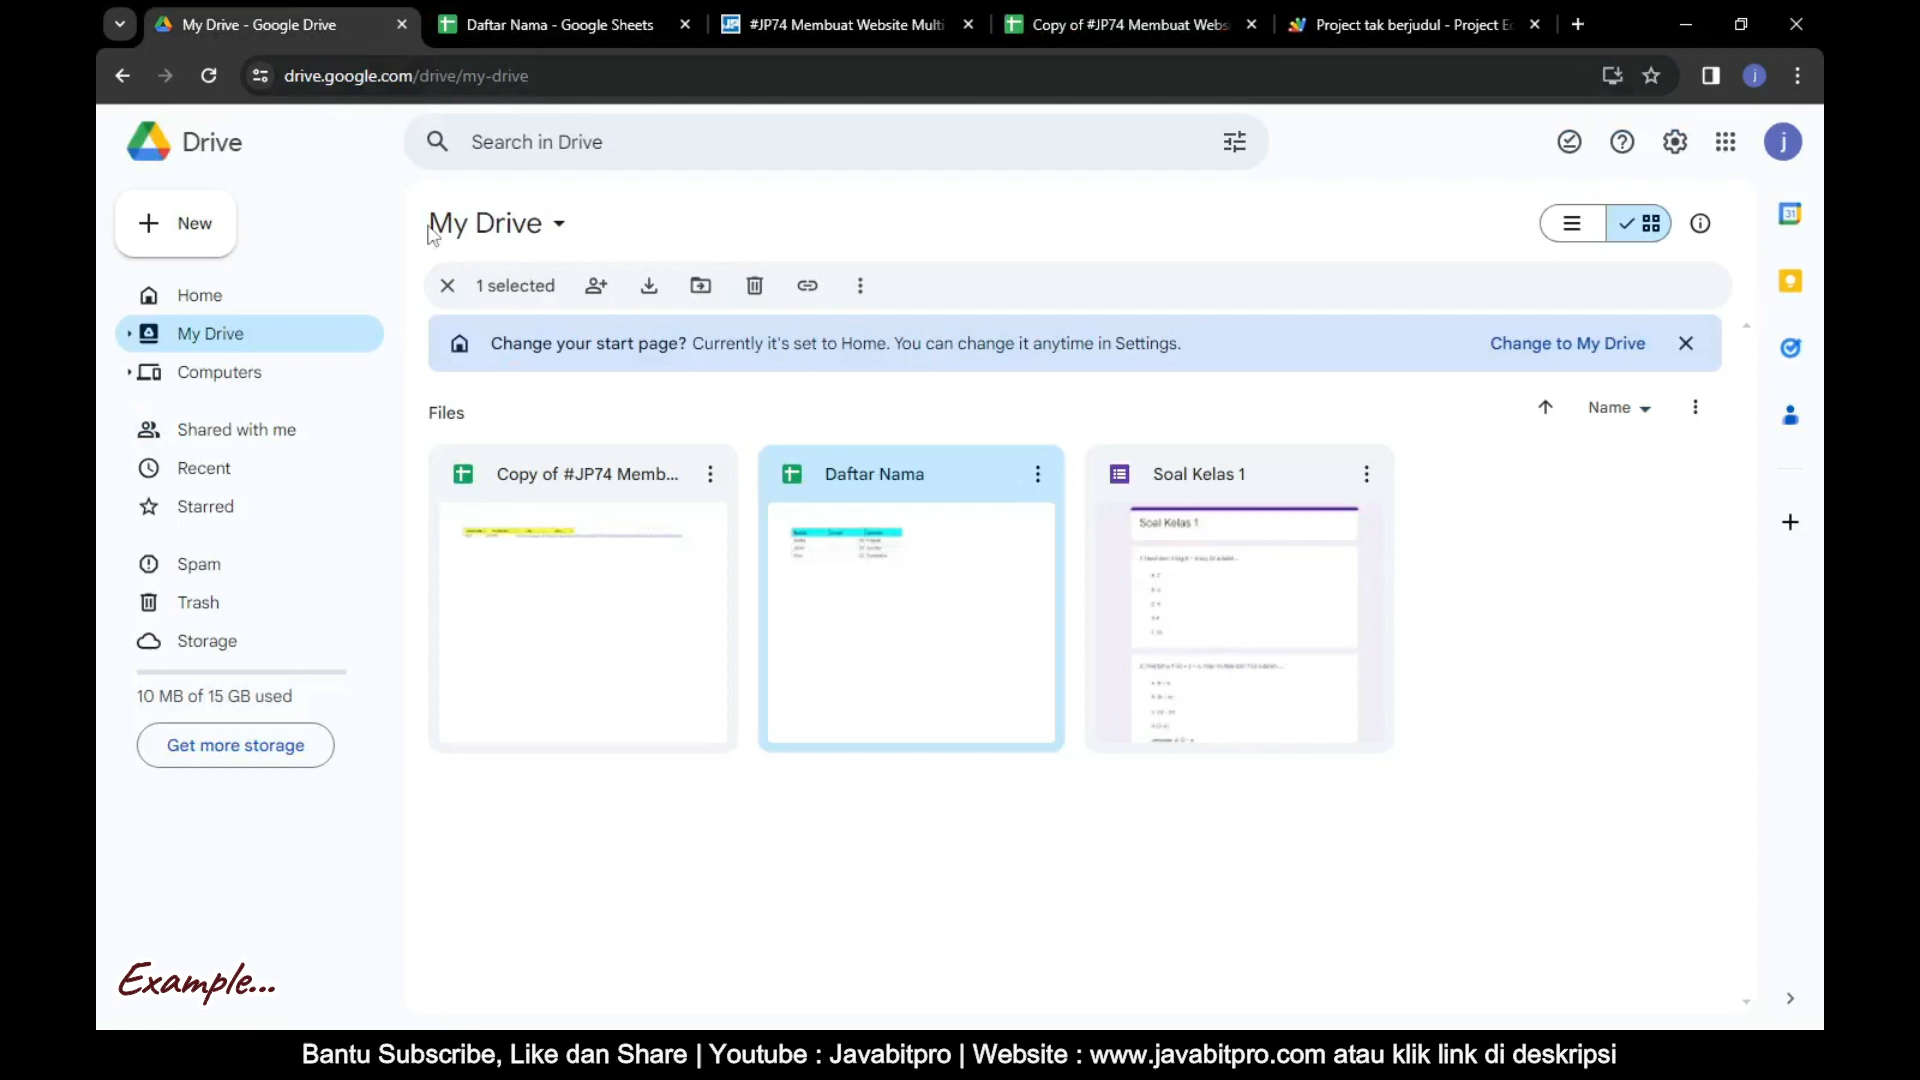 My Drive - Google Drive
Daftar Nama - Google Sheets
#JP74 Membuat Website Multi
Copy of #JP74 Membuat Webs
Project tak berjudul - Project Ec
drive.google.com/drive/my-drive
j
Drive
Search in Drive
j
New
My Drive
31
1 selected
Home
My Drive
Computers
Change your start page? Currently it's set to Home. You can change it anytime in Settings.
Change to My Drive
Shared with me
Recent
Starred
Files
Name
Spam
Trash
Storage
10 MB of 15 GB used
Get more storage
Copy of #JP74 Memb...
Daftar Nama
Soal Kelas 1
Soal Kelas 1
Example...
Bantu Subscribe, Like dan Share | Youtube : Javabitpro | Website : www.javabitpro.com atau klik link di deskripsi